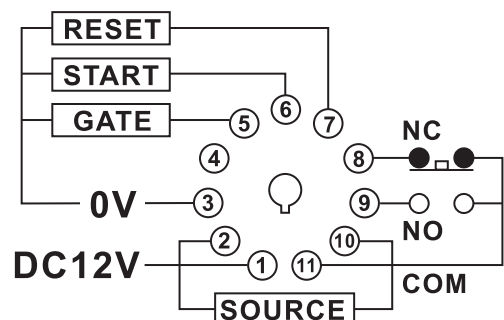 RESET
START
GATE
6
7
5
NC
4
8
0V
3
9
NO
2
10
DC12V
1
11
COM
SOURCE